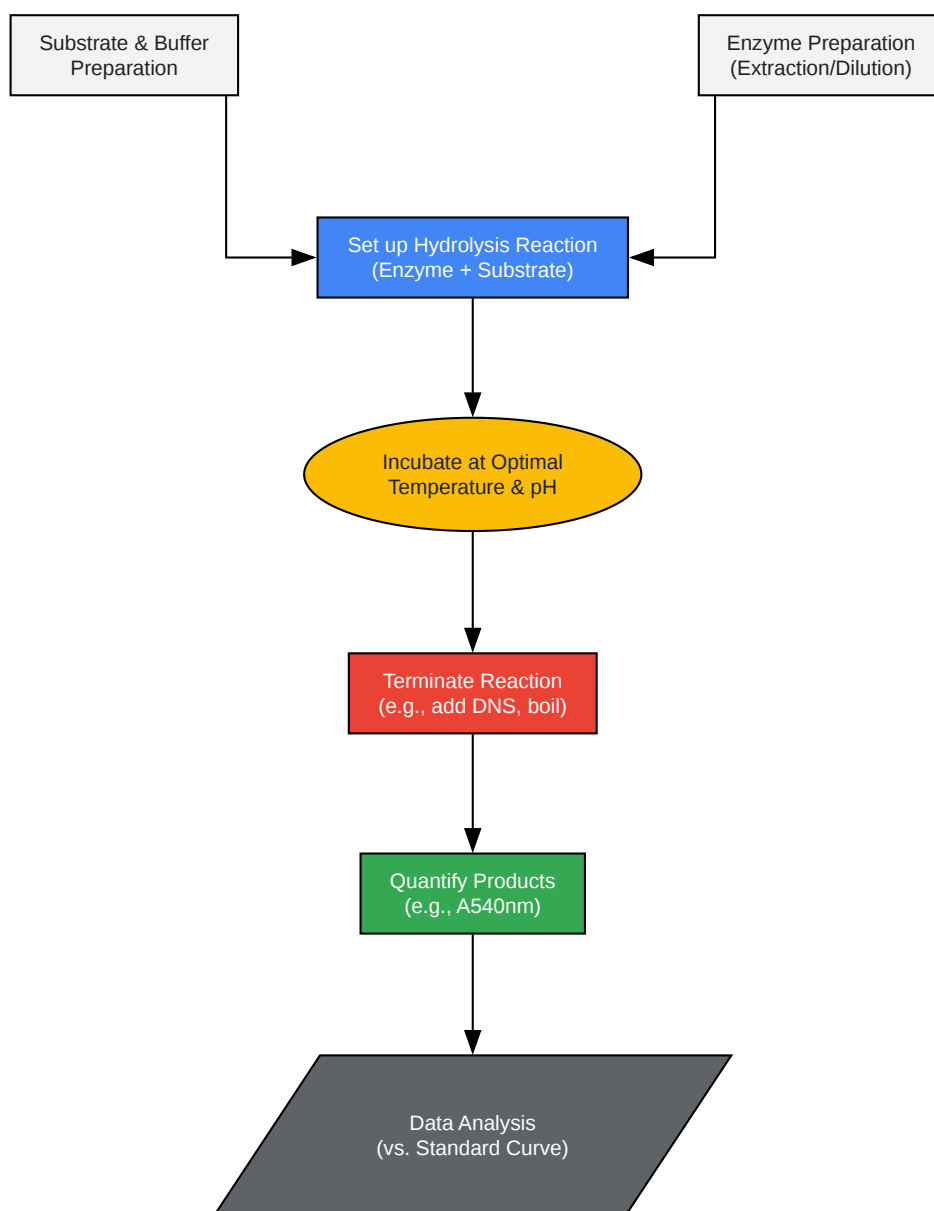 Substrate & Buffer
Preparation
Enzyme Preparation
(Extraction/Dilution)
Set up Hydrolysis Reaction
(Enzyme + Substrate)
Incubate at Optimal
Temperature & pH
Terminate Reaction
(e.g., add DNS, boil)
Quantify Products
(e.g., A540nm)
Data Analysis
(vs. Standard Curve)